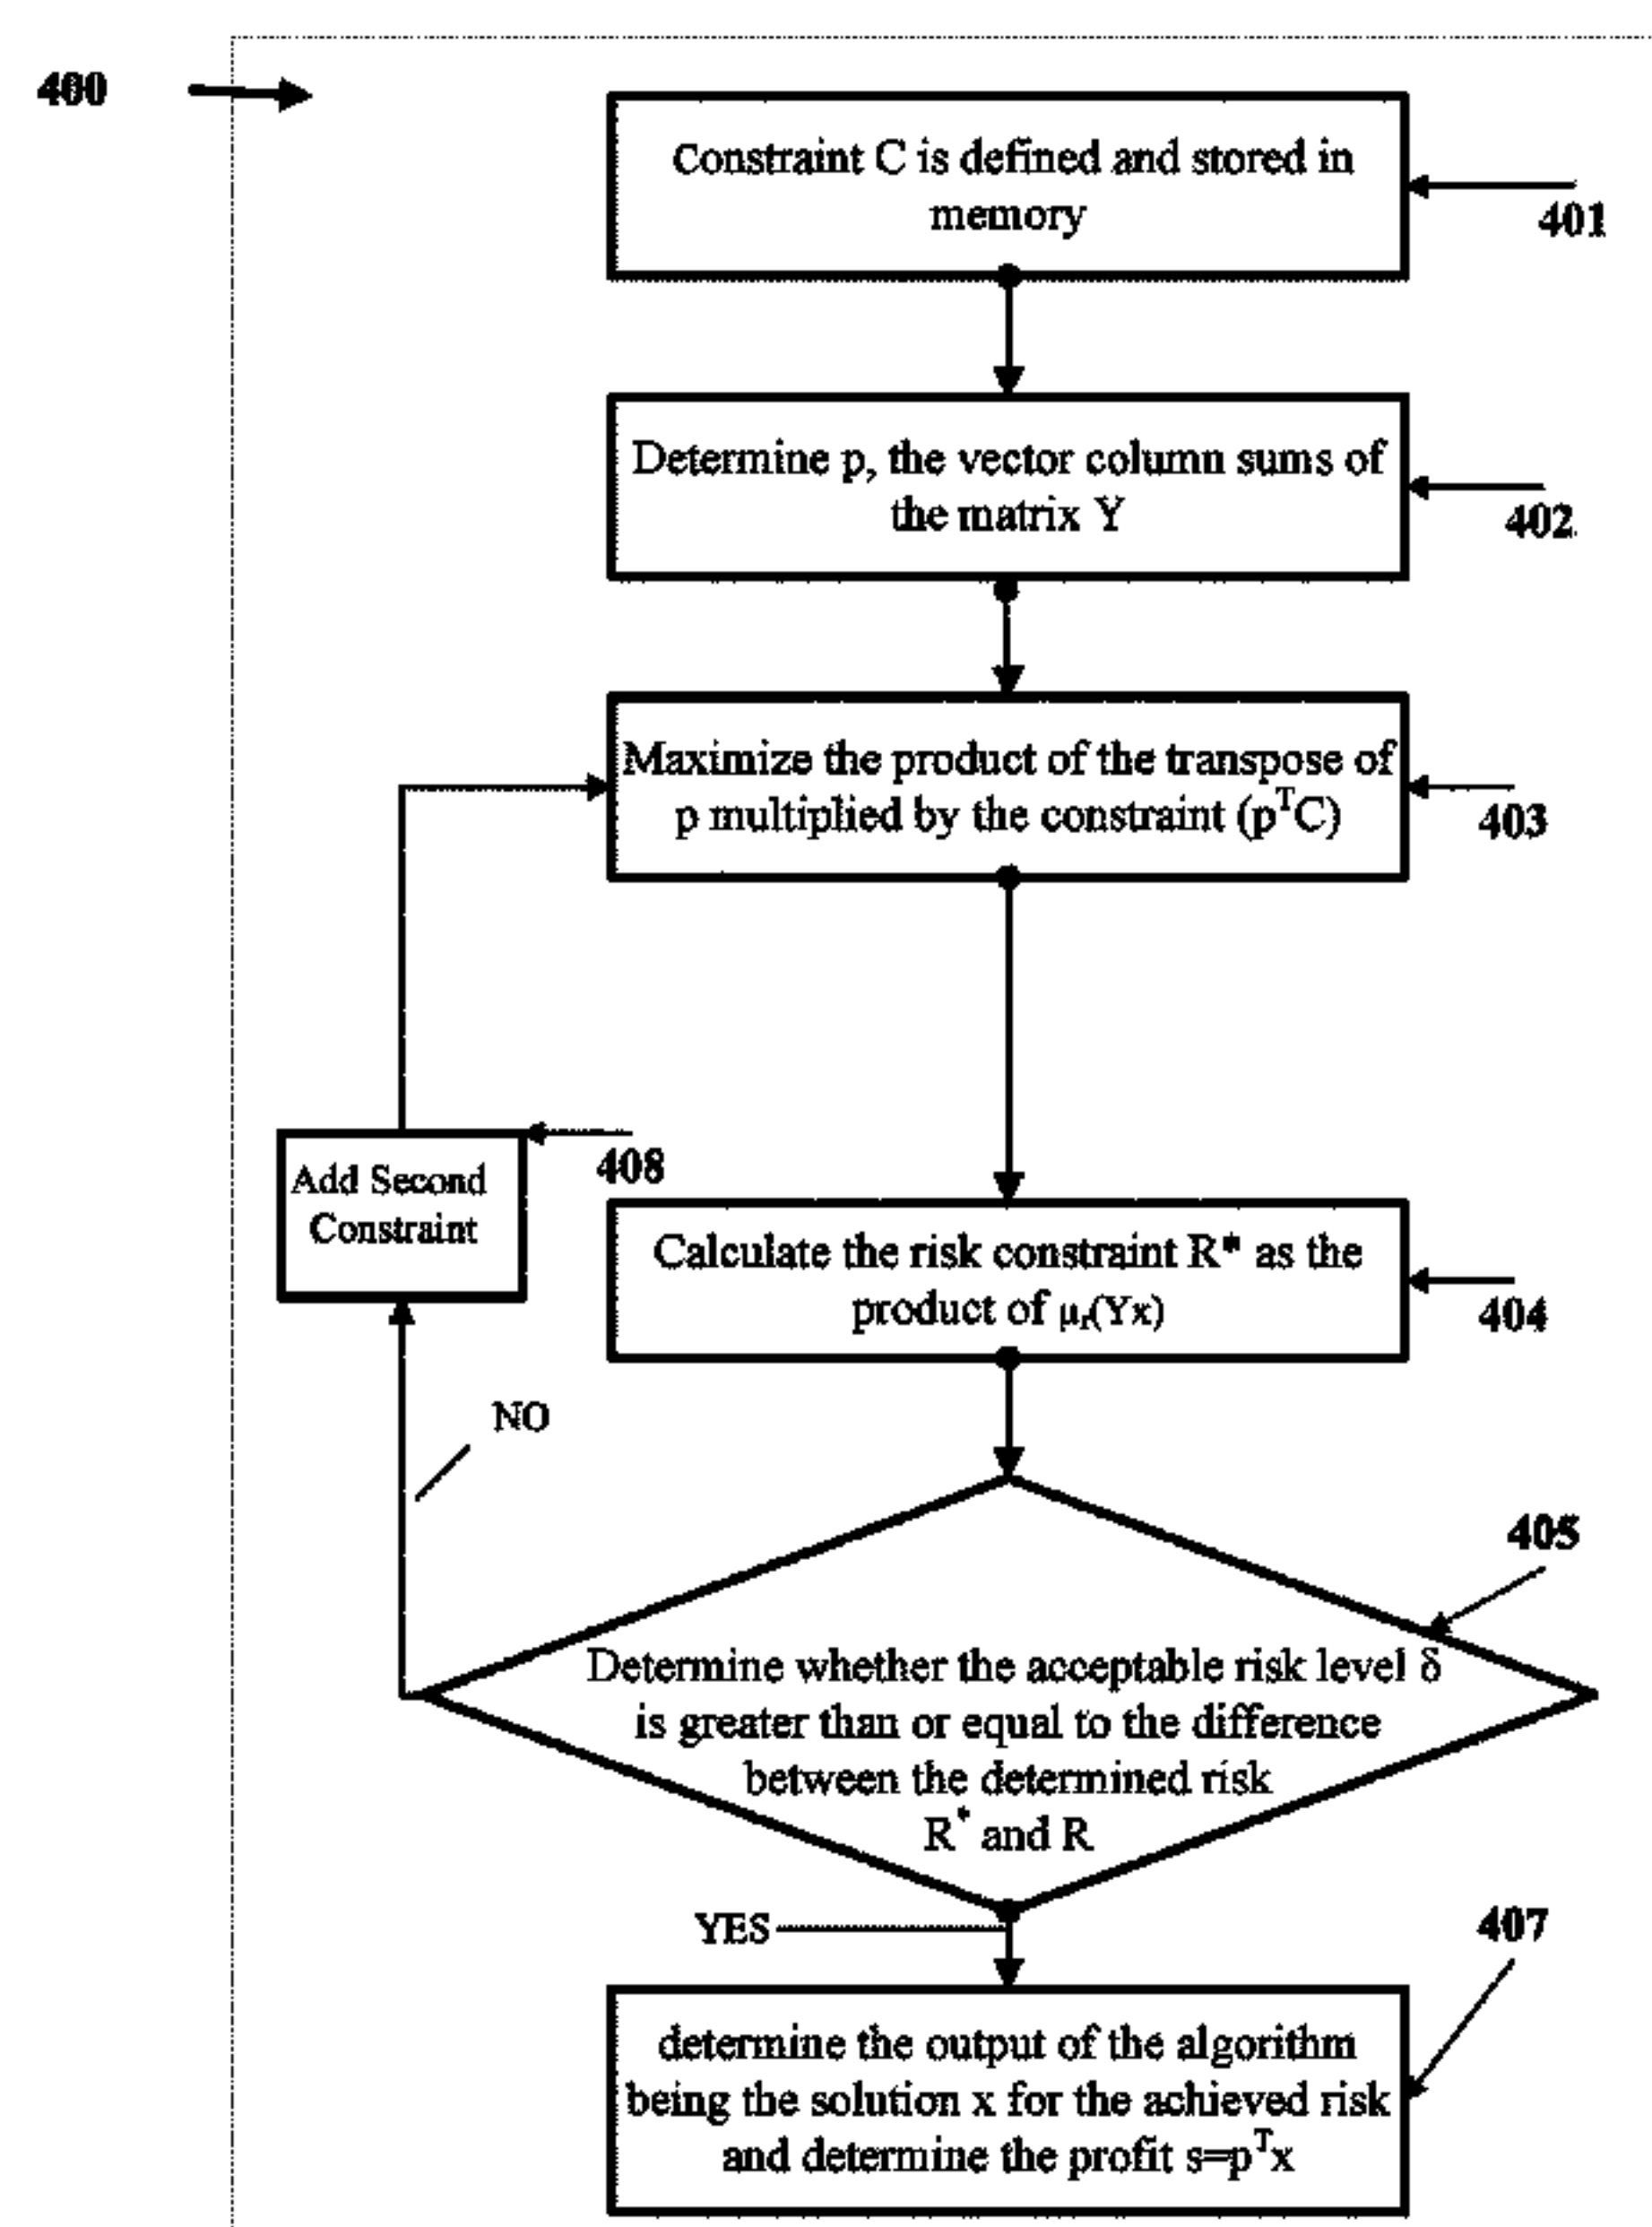 400
Constraint C is defined and stored in
memory
401
Determine p, the vector column sums of
the matrix Y
402
Maximize the product of the transpose of
p multiplied by the constraint (pᵀC)
403
Add Second
Constraint
408
Calculate the risk constraint R* as the
product of μᵣ(Yx)
404
NO
405
Determine whether the acceptable risk level δ
is greater than or equal to the difference
between the determined risk
R* and R
YES
407
determine the output of the algorithm
being the solution x for the achieved risk
and determine the profit s=pᵀx